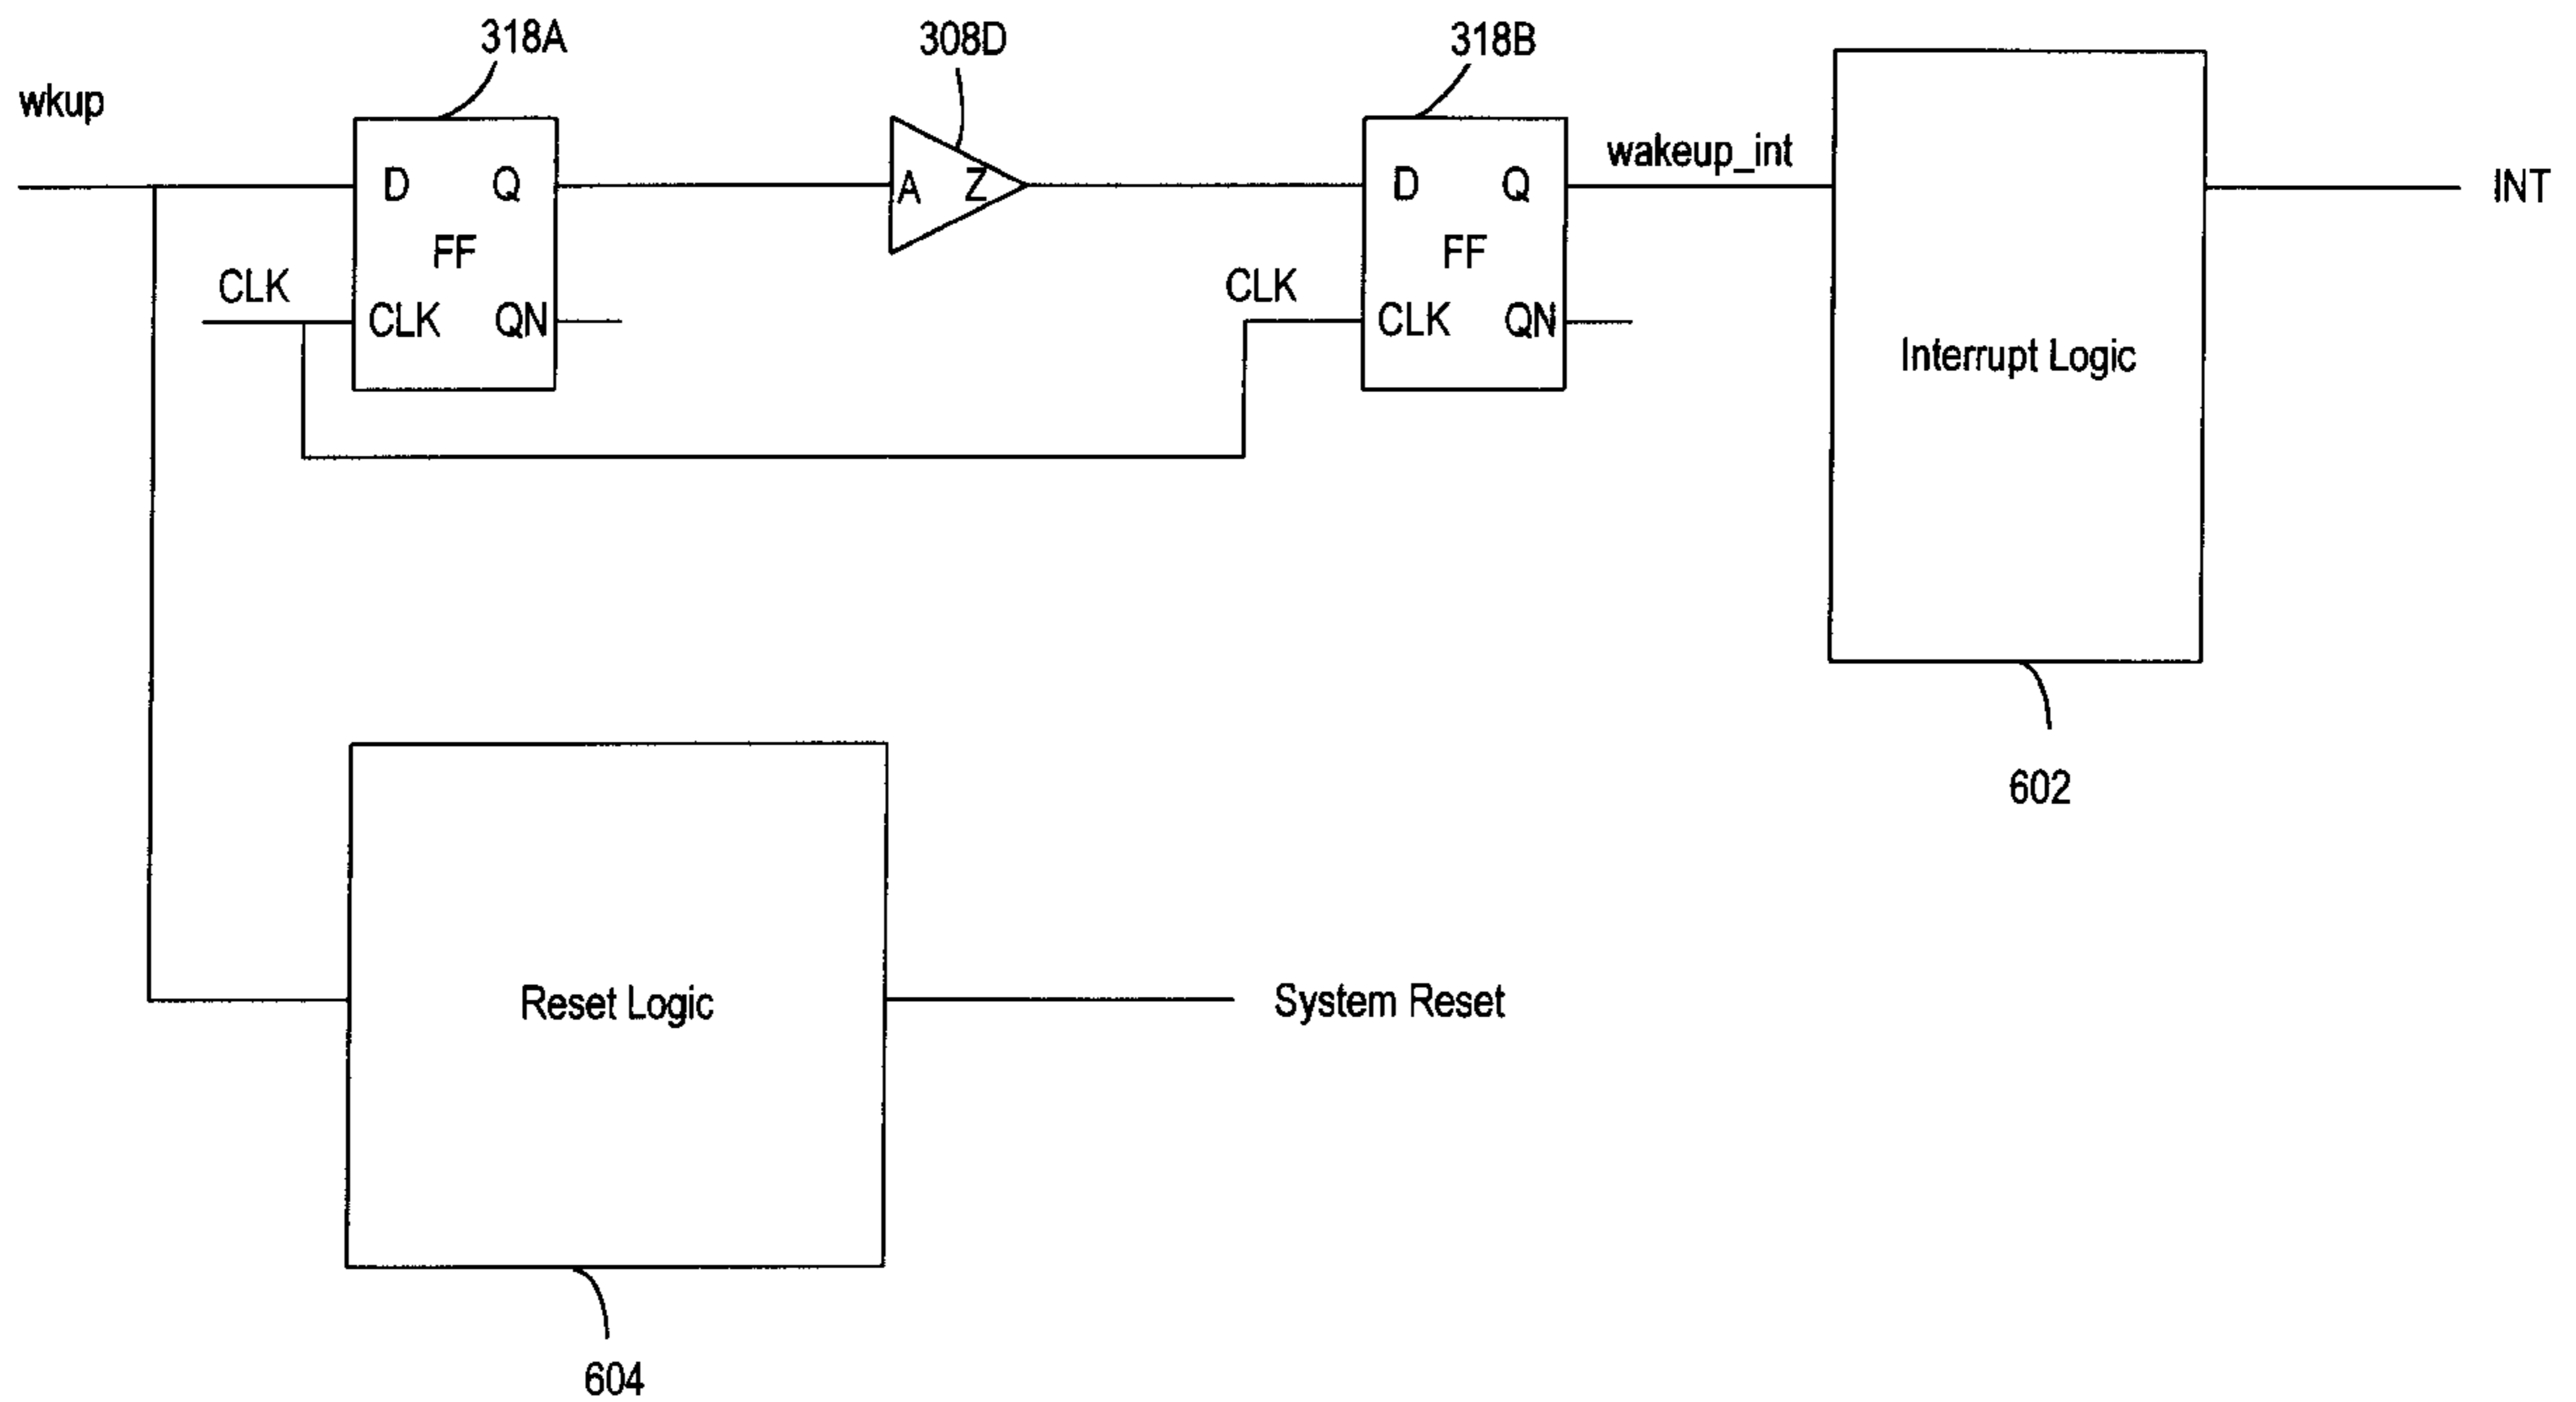 318A
308D
318B
wkup
D Q
FF
CLK
CLK QN
A Z
D Q
FF
CLK
CLK QN
wakeup_int
Interrupt Logic
INT
602
Reset Logic
System Reset
604